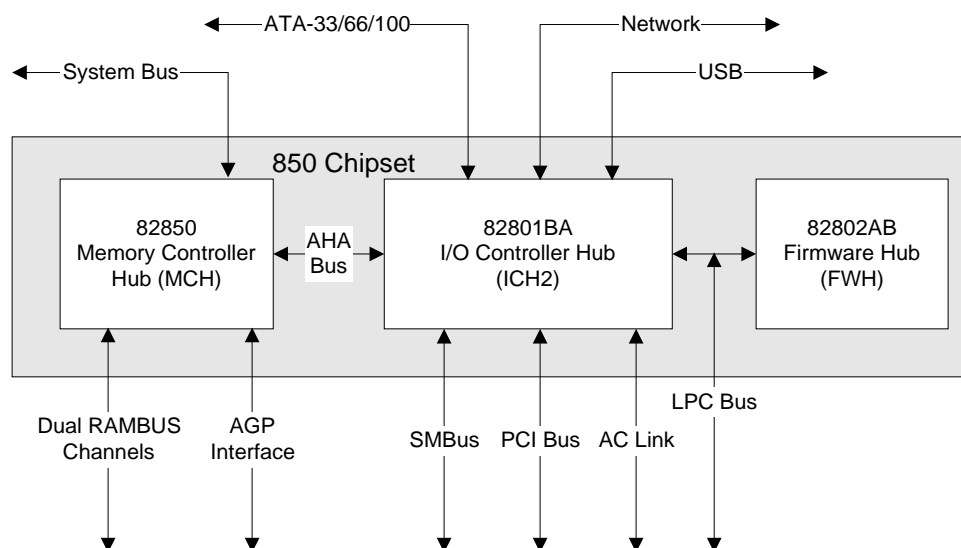 ATA-33/66/100
Network
System Bus
USB
850 Chipset
82850
Memory Controller
Hub (MCH)
AHA
Bus
82801BA
I/O Controller Hub
(ICH2)
82802AB
Firmware Hub
(FWH)
Dual RAMBUS
Channels
AGP
Interface
SMBus
PCI Bus
AC Link
LPC Bus